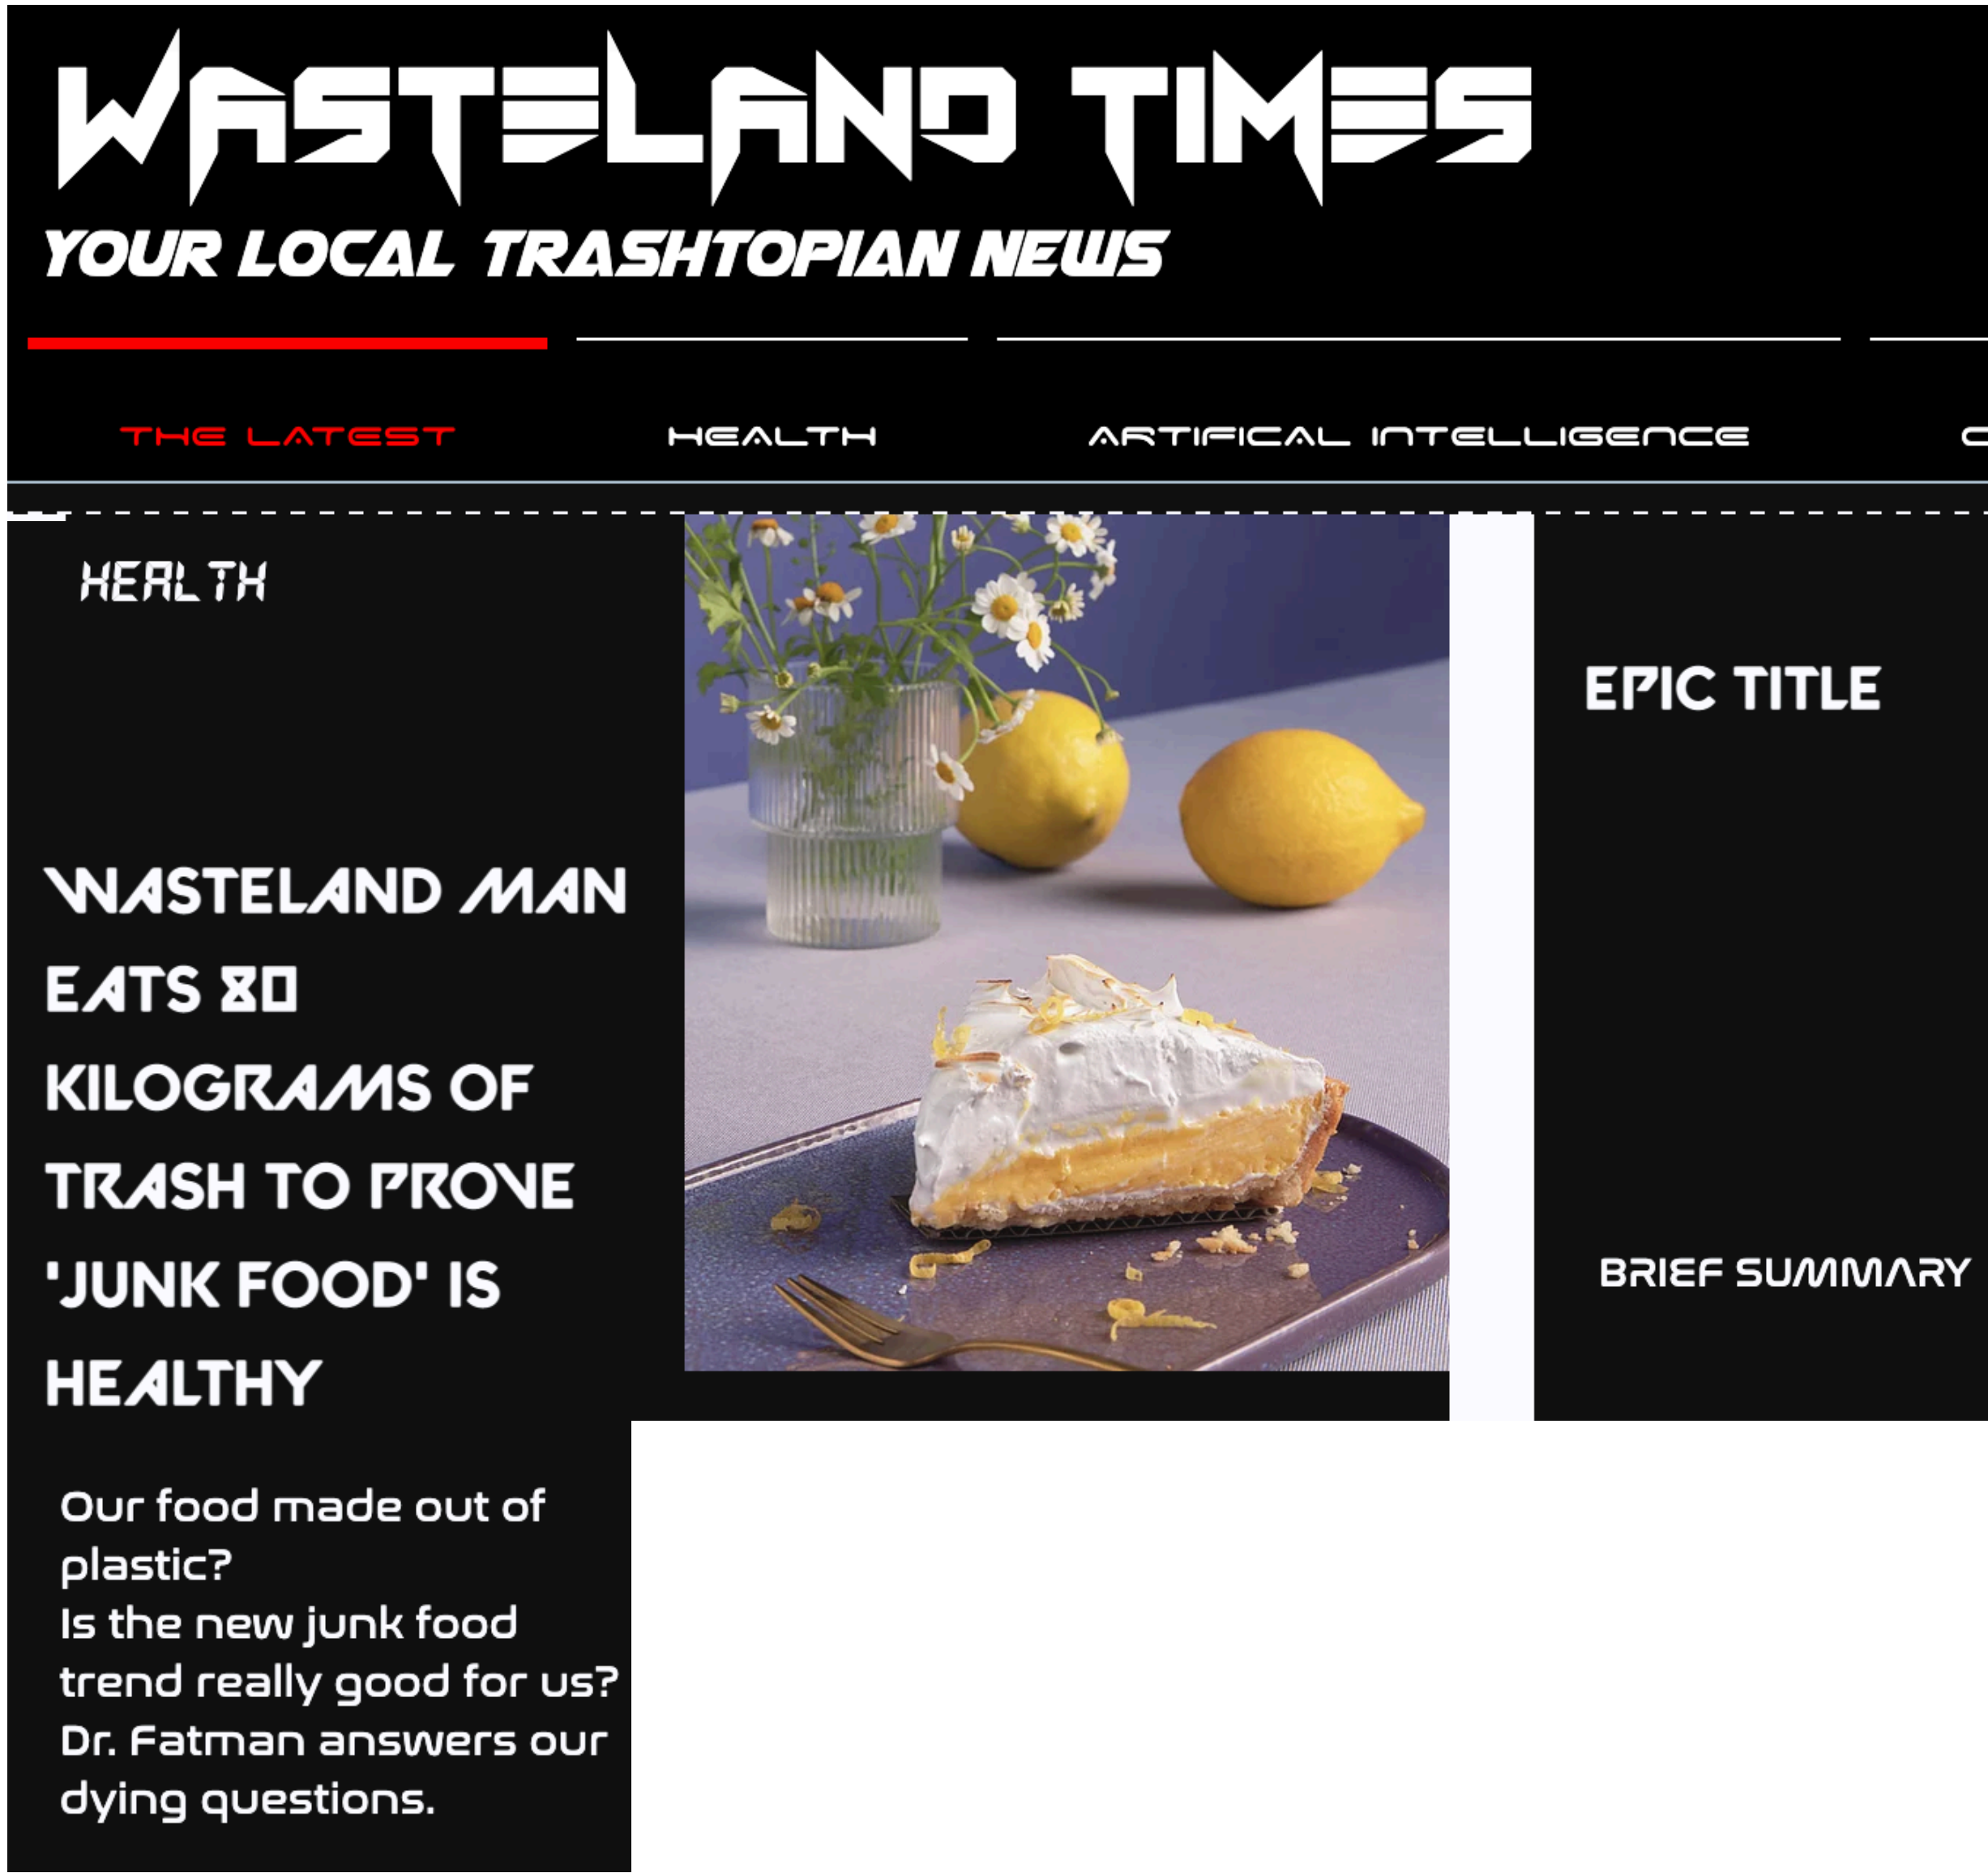 WASTELAND TIMES
YOUR LOCAL TRASHTOPIAN NEWS
THE LATEST
HEALTH
ARTIFICAL INTELLIGENCE
HEALTH
WASTELAND MAN
EATS 80
KILOGRAMS OF
TRASH TO PROVE
'JUNK FOOD' IS
HEALTHY
Our food made out of
plastic?
Is the new junk food
trend really good for us?
Dr. Fatman answers our
dying questions.
EPIC TITLE
BRIEF SUMMARY